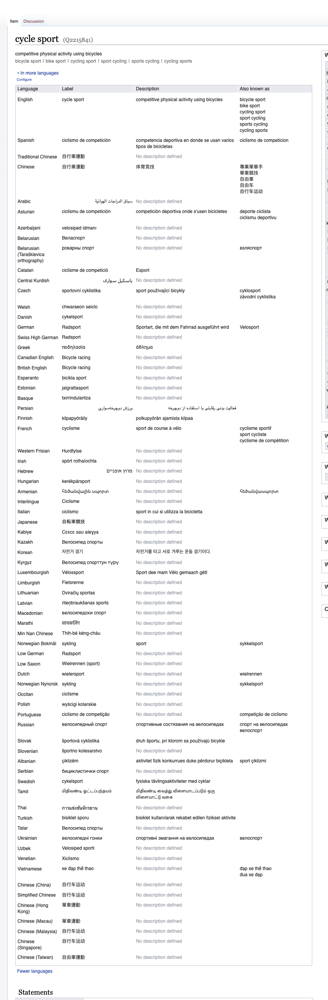 Item Discussion
cycle sport (Q2215841)
competitive physical activity using bicycles
bicycle sport | bike sport | cycling sport | sport cycling | sports cycling | cycling sports
In more languages
Configure
Language Label Description Also known as
English cycle sport competitive physical activity using bicycles bicycle sport
bike sport
cycling sport
sport cycling
sports cycling
cycling sports
Spanish ciclismo de competición competencia deportiva en donde se usan varios ciclismo de competicion
tipos de bicicletas
Traditional Chinese 自行車運動 No description defined
Chinese 自行車運動 体育竞技 專業單車手
單車競技
自由車
自由车
自行车运动
Arabic سباق الدراجات الهوائية No description defined
Asturian ciclismu de competición competición deportiva onde s'usen bicicletes deporte ciclista
ciclismu deportivu
Azerbaijani velosiped idmanı No description defined
Belarusian Веласпорт No description defined
Belarusian роварны спорт No description defined вэляспорт
(Taraškievica
orthography)
Catalan ciclisme de competició Esport
Central Kurdish پاسکیل سواری No description defined
Czech sportovní cyklistika sport používající bicykly cyklosport
závodní cyklistika
Welsh chwaraeon seiclo No description defined
Danish cykelsport No description defined
German Radsport Sportart, die mit dem Fahrrad ausgeführt wird Velosport
Swiss High German Radsport No description defined
Greek ποδηλασία άθλημα
Canadian English Bicycle racing No description defined
British English Bicycle racing No description defined
Esperanto bicikla sport No description defined
Estonian jalgrattasport No description defined
Basque txirrindularitza No description defined
Persian ورزش دوچرخه‌سواری فعالیت بدنی رقابتی با استفاده از دوچرخه
Finnish kilpapyöräily polkupyörän ajamista kilpaa
French cyclisme sport de course à vélo cyclisme sportif
sport cycliste
cyclisme de compétition
Western Frisian Hurdfytse No description defined
Irish spórt rothaíochta No description defined
Hebrew מרוץ אופניים No description defined
Hungarian kerékpársport No description defined
Armenian հեծանվային սպորտ No description defined հեծանվասպորտ
Interlingue Ciclisme No description defined
Italian ciclismo sport in cui si utilizza la bicicletta
Japanese 自転車競技 No description defined
Kabiye Cɛɛcɛ saʋ aleɣya No description defined
Kazakh Велосипед спорты No description defined
Korean 자전거 경기 자전거를 타고 서로 겨루는 운동 경기이다.
Kyrgyz Велосипед спорттун түрү No description defined
Luxembourgish Vëlossport Sport dee mam Vëlo gemaach gëtt
Limburgish Fietsrenne No description defined
Lithuanian Dviračių sportas No description defined
Latvian riteņbraukšanas sports No description defined
Macedonian велосипедски спорт No description defined
Marathi सायकलिंग No description defined
Min Nan Chinese Thih-bé kēng-cháu No description defined
Norwegian Bokmål sykling sport sykkelsport
Low German Radsport No description defined
Low Saxon Wielrennen (sport) No description defined
Dutch wielersport No description defined wielrennen
Norwegian Nynorsk sykling No description defined sykkelsport
Occitan ciclisme No description defined
Polish wyścigi kolarskie No description defined
Portuguese ciclismo de competição No description defined competição de ciclismo
Russian велосипедный спорт спортивные состязания на велосипедах спорт на велосипедах
велоспорт
Slovak športová cyklistika druh športu, pri ktorom sa používajú bicykle
Slovenian športno kolesarstvo No description defined
Albanian çiklizëm aktivitet fizik konkurrues duke përdorur biçikleta sport çiklizmi
Serbian бициклистички спорт No description defined
Swedish cykelsport fysiska tävlingsaktiviteter med cyklar
Tamil மிதிவண்டி ஓட்டப்பந்தயம் மிதிவண்டி வைத்து விளையாடப்படும் ஒரு
விளையாட்டு வகை
Thai การแข่งขันจักรยาน No description defined
Turkish bisiklet sporu bisiklet kullanılarak rekabet edilen fiziksel aktivite
Tatar Велосипед спорты No description defined
Ukrainian велосипедні гонки спортивні змагання на велосипедах велоспорт
Uzbek Velosiped sporti No description defined
Venetian Xiclismo No description defined
Vietnamese xe đạp thể thao No description defined đạp xe thể thao
đua xe đạp
Chinese (China) 自行车运动 No description defined
Simplified Chinese 自行车运动 No description defined
Chinese (Hong 單車運動 No description defined
Kong)
Chinese (Macau) 單車運動 No description defined
Chinese (Malaysia) 自行车运动 No description defined
Chinese 自行车运动 No description defined
(Singapore)
Chinese (Taiwan) 自由車運動 No description defined
Fewer languages
Statements